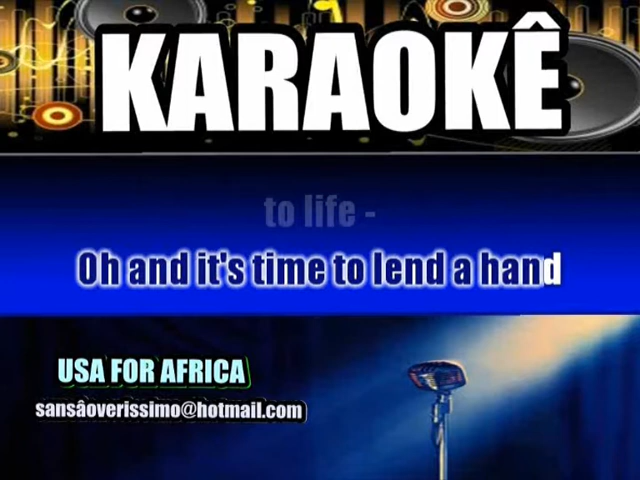 KARAOKÊ
to life -
Oh and it's time to lend a hand
USA FOR AFRICA
sansâoverissimo@hotmail.com